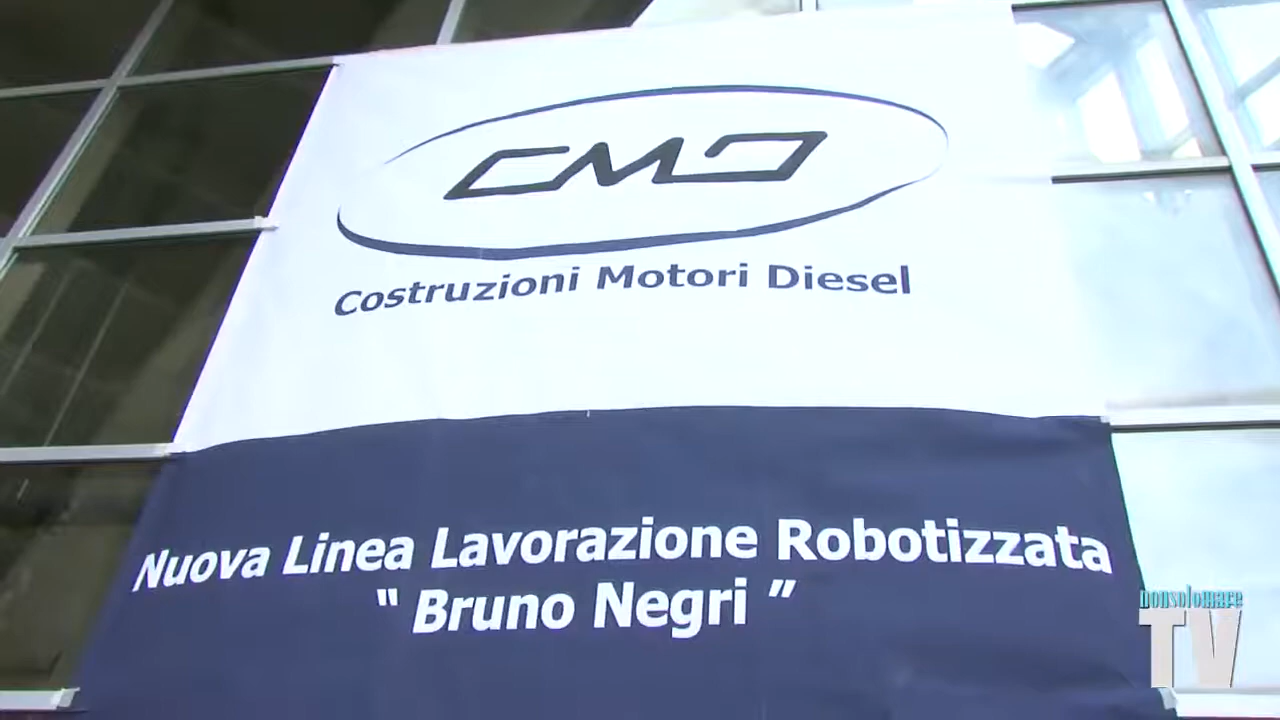 CMD
Costruzioni Motori Diesel
Nuova Linea Lavorazione Robotizzata
“ Bruno Negri ”
nonsolomare
TV